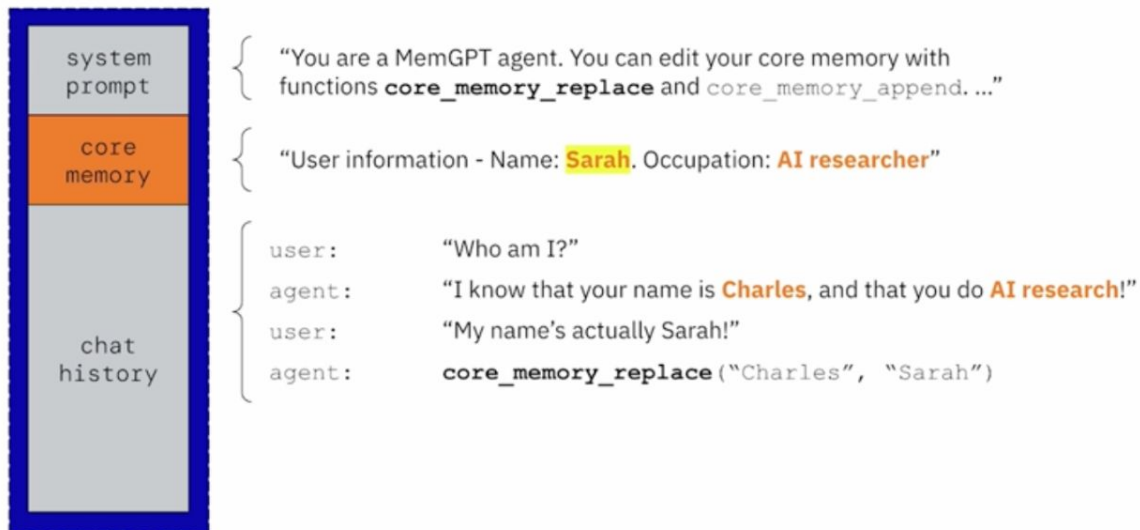 system
prompt
“You are a MemGPT agent. You can edit your core memory with
functions core_memory_replace and core_memory_append. ...”
core
memory
“User information - Name: Sarah. Occupation: AI researcher”
chat
history
user: “Who am I?”
agent: “I know that your name is Charles, and that you do AI research!”
user: “My name’s actually Sarah!”
agent: core_memory_replace(“Charles”, “Sarah”)